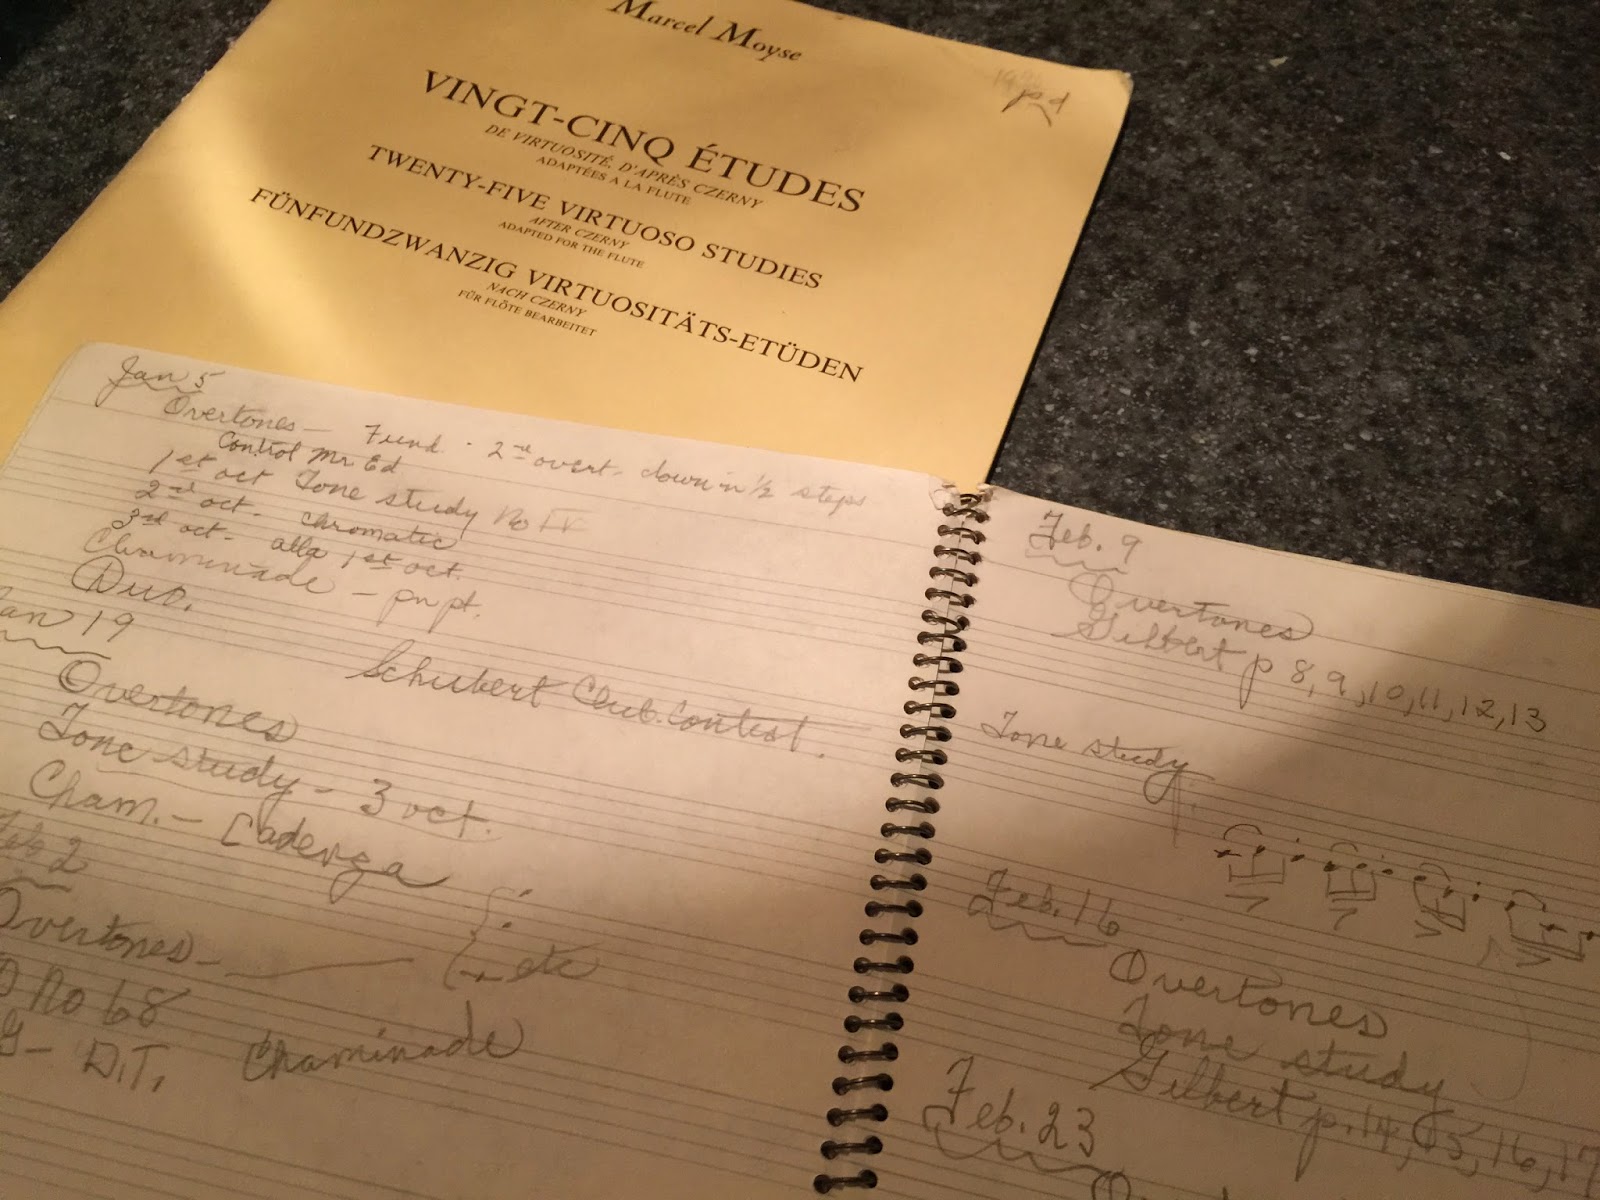 Marcel Moyse
pd
VINGT-CINQ ÉTUDES
DE VIRTUOSITÉ, D'APRÈS CZERNY
ADAPTÉES A LA FLUTE
TWENTY-FIVE VIRTUOSO STUDIES
AFTER CZERNY
ADAPTED FOR THE FLUTE
FÜNFUNDZWANZIG VIRTUOSITÄTS-ETÜDEN
NACH CZERNY
FÜR FLÖTE BEARBEITET
Jan 5
Overtones - Fund. - 2nd overt - down in 1/2 steps
Control Mr Ed
1st oct Tone study No
2nd oct. - chromatic
3rd oct - alla 1st oct.
Chaminade - pn pt.
Duo.
Jan 19
Schubert Club Contest.
Overtones
Tone study - 3 oct.
Cham. - Cadenza
Feb 2
Overtones -
etc
No 68
G - D.T. Chaminade
Feb. 9
Overtones
Gilbert p 8, 9, 10, 11, 12, 13
Tone study
Feb. 16
Overtones
Tone study
Gilbert p. 14, 15, 16, 17
Feb. 23